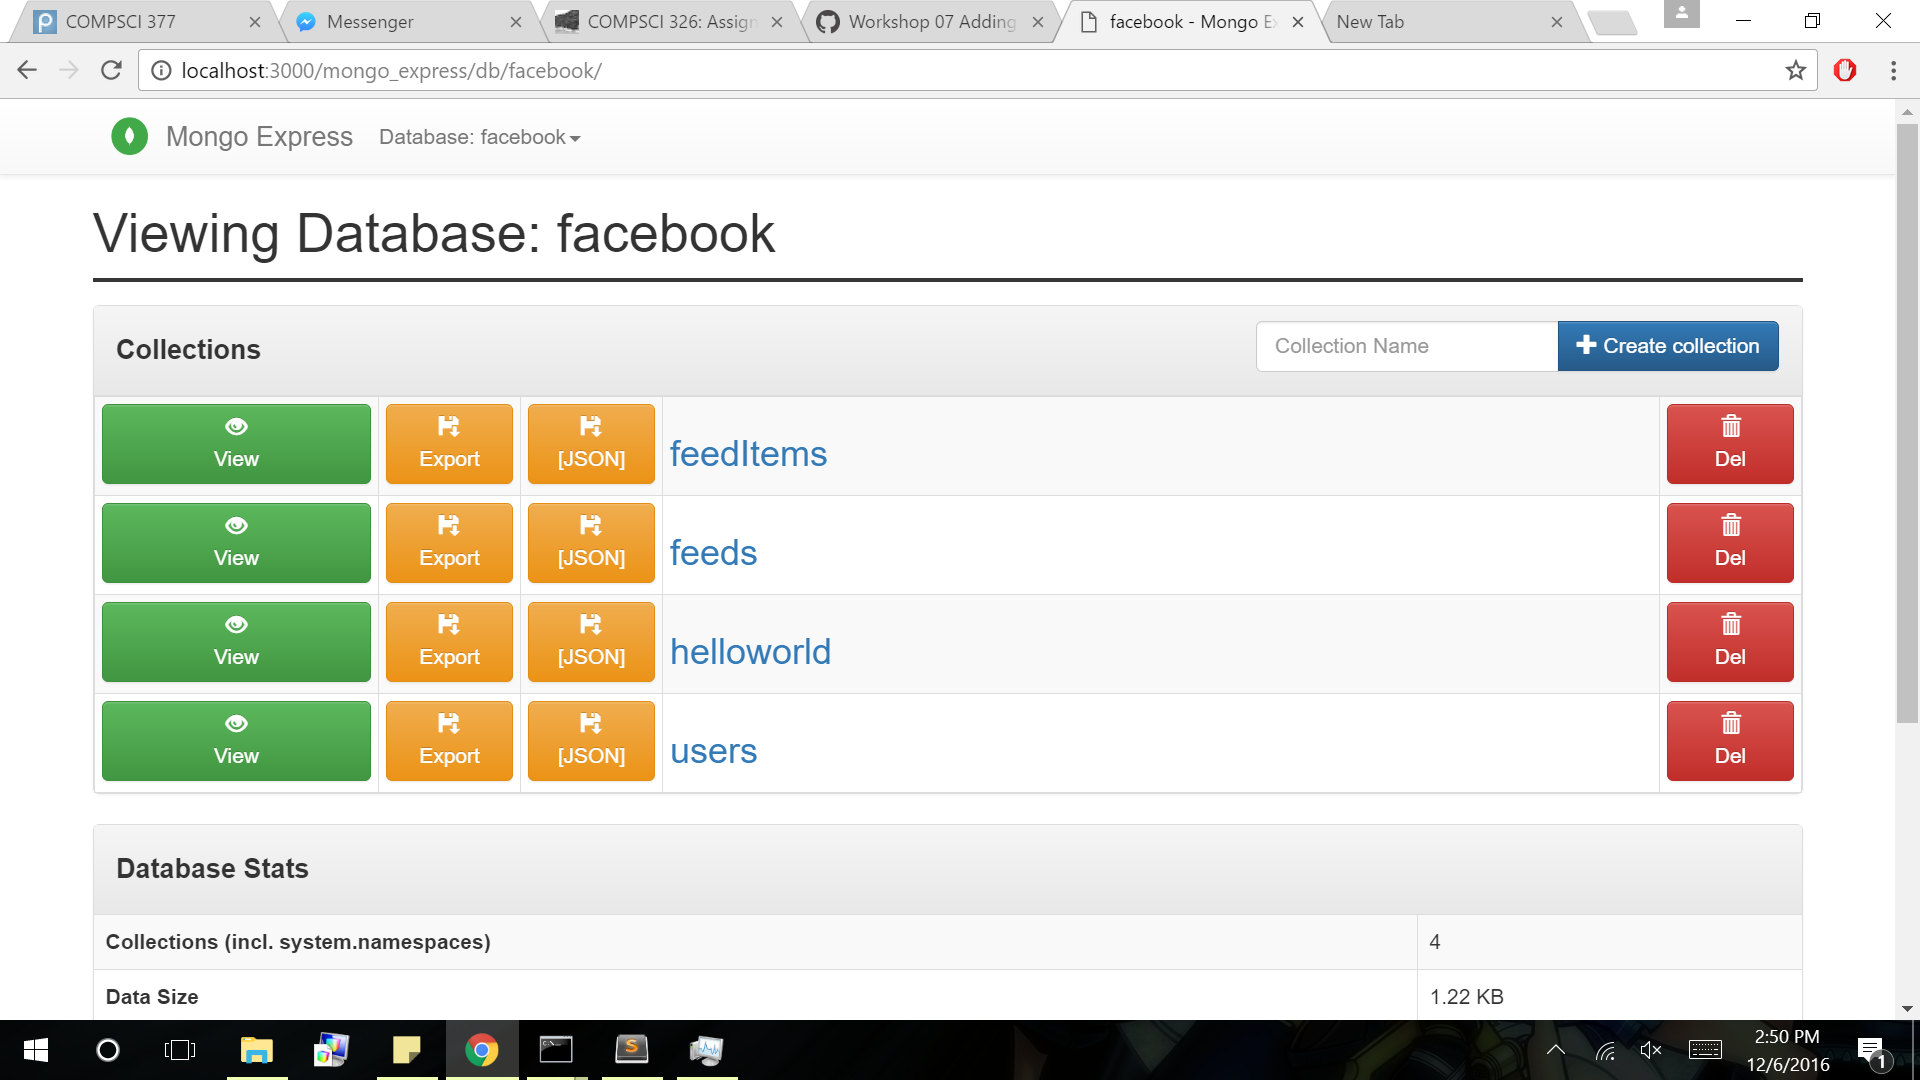 COMPSCI 377
Messenger
COMPSCI 326: Assign
Workshop 07 Adding
facebook - Mongo Ex
New Tab
localhost:3000/mongo_express/db/facebook/
Mongo Express
Database: facebook
Viewing Database: facebook
Collections
Collection Name
Create collection
View
Export
[JSON]
feedItems
Del
View
Export
[JSON]
feeds
Del
View
Export
[JSON]
helloworld
Del
View
Export
[JSON]
users
Del
Database Stats
Collections (incl. system.namespaces)
4
Data Size
1.22 KB
2:50 PM
12/6/2016
1